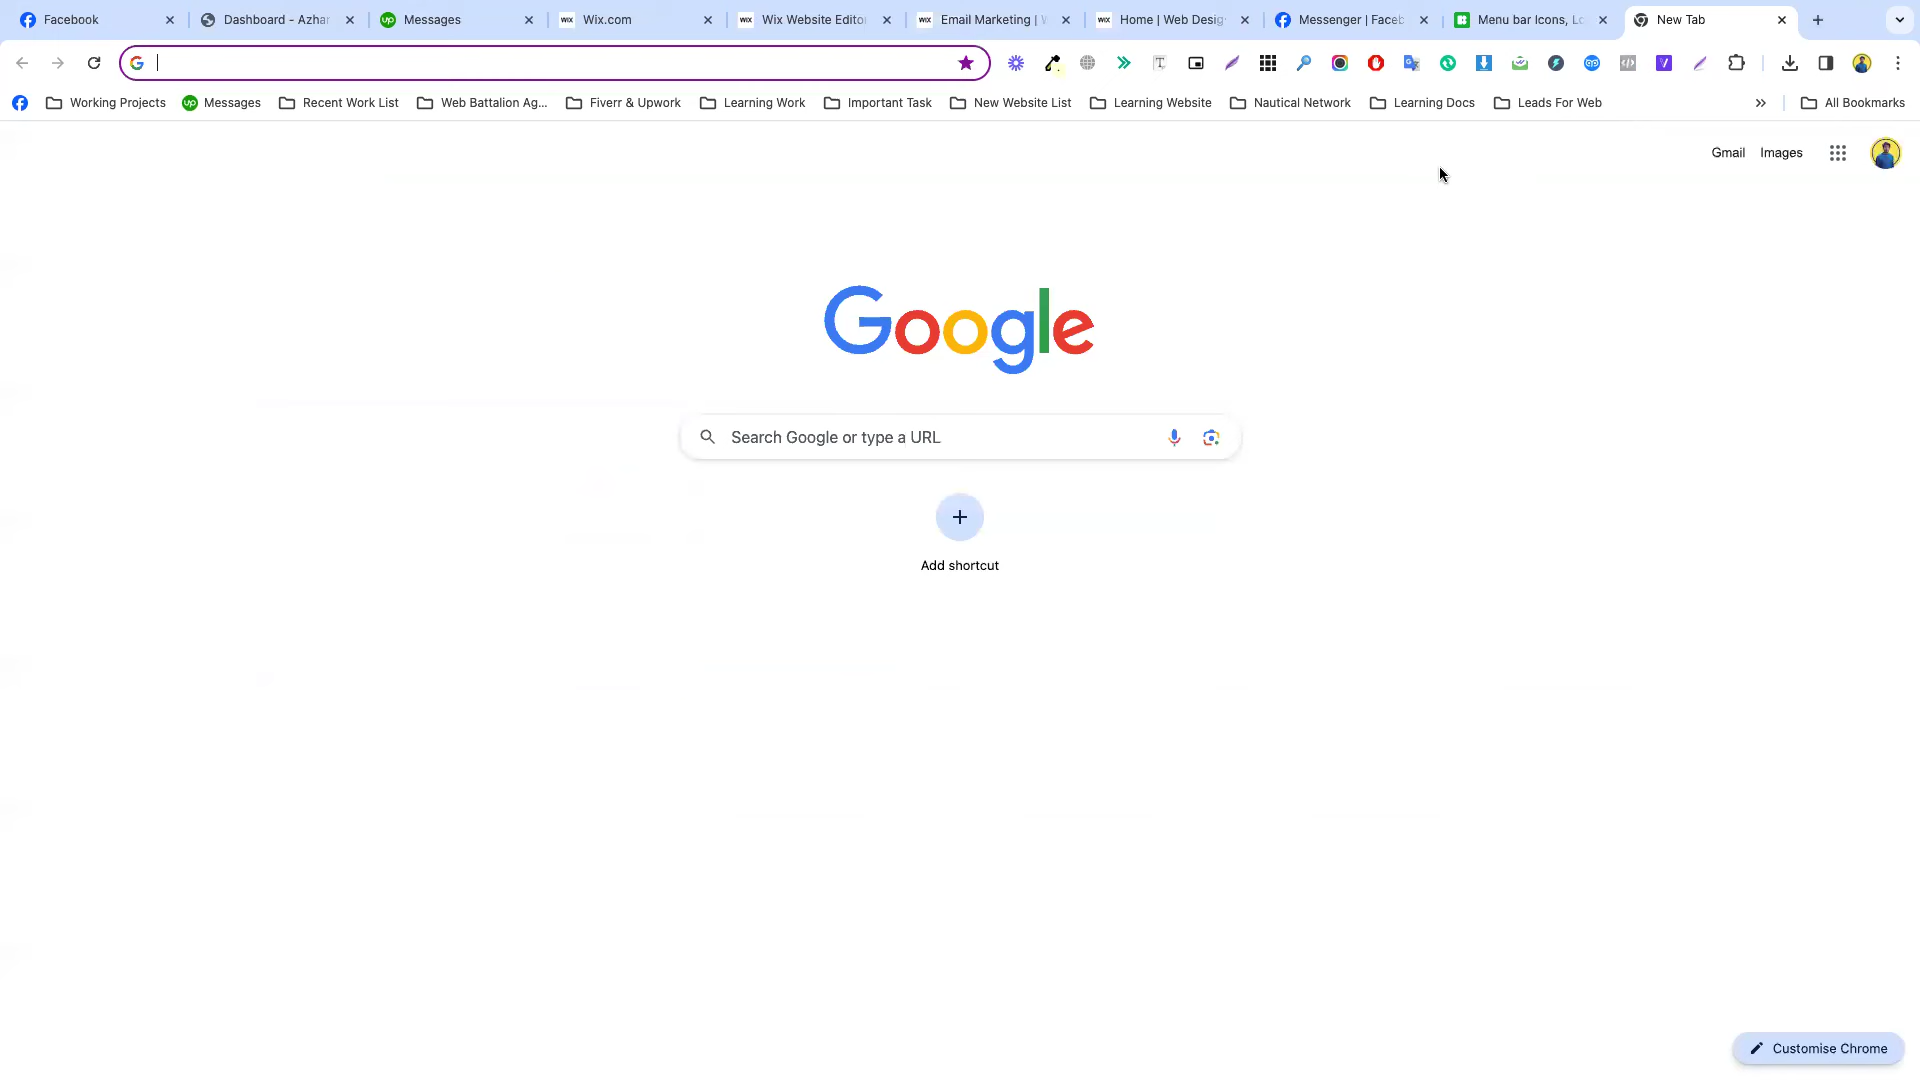 Facebook
Dashboard - Azhar
Messages
Wix.com
Wix Website Edito
Email Marketing |
Home | Web Desig
Messenger | Faceb
Menu bar Icons, Lo
New Tab
Working Projects
Messages
Recent Work List
Web Battalion Ag...
Fiverr & Upwork
Learning Work
Important Task
New Website List
Learning Website
Nautical Network
Learning Docs
Leads For Web
All Bookmarks
Gmail
Images
Google
Search Google or type a URL
Add shortcut
Customise Chrome